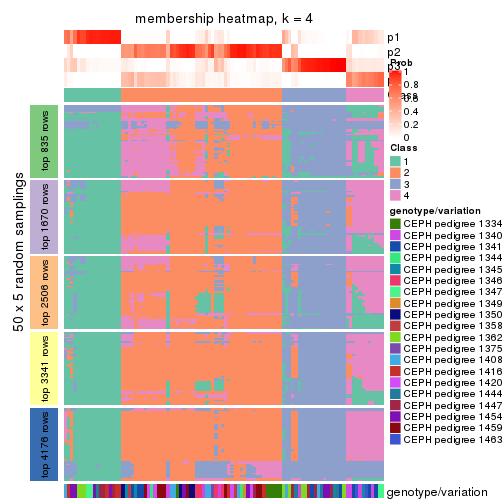 membership heatmap, k = 4
p1
p2
p3
Prob
1
0.8
0.6
0.4
0.2
0
Class
1
2
3
4
genotype/variation
CEPH pedigree 1334
CEPH pedigree 1340
CEPH pedigree 1341
CEPH pedigree 1344
CEPH pedigree 1345
CEPH pedigree 1346
CEPH pedigree 1347
CEPH pedigree 1349
CEPH pedigree 1350
CEPH pedigree 1358
CEPH pedigree 1362
CEPH pedigree 1375
CEPH pedigree 1408
CEPH pedigree 1416
CEPH pedigree 1420
CEPH pedigree 1444
CEPH pedigree 1447
CEPH pedigree 1454
CEPH pedigree 1459
CEPH pedigree 1463
50 x 5 random samplings
top 835 rows
top 1670 rows
top 2506 rows
top 3341 rows
top 4176 rows
genotype/variation